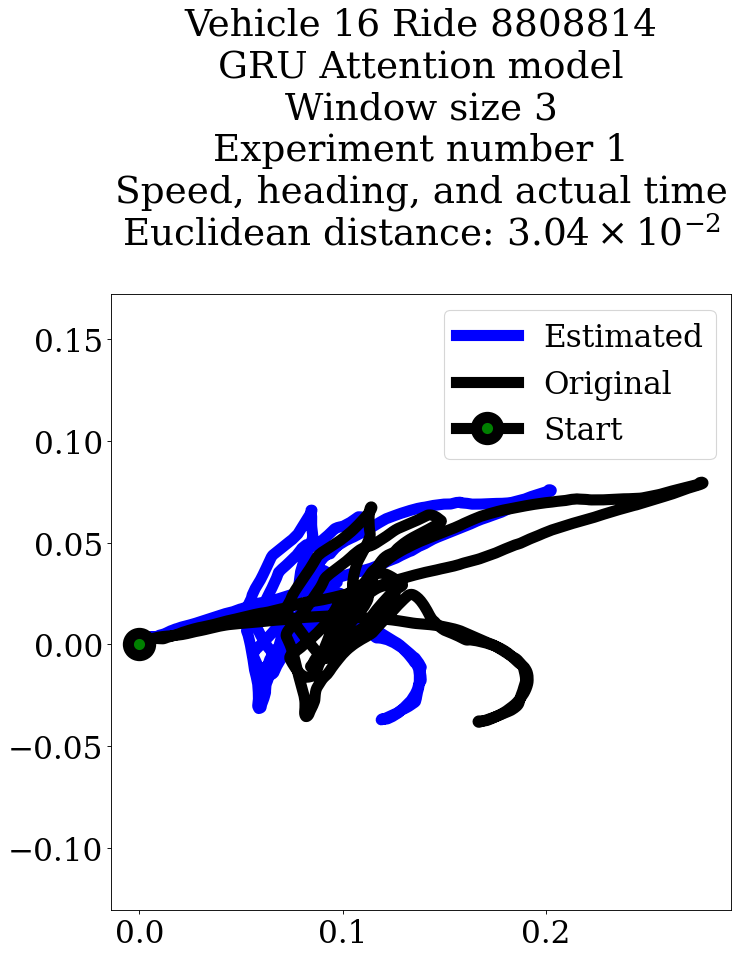 Vehicle 16 Ride 8808814
GRU Attention model
Window size 3
Experiment number 1
Speed, heading, and actual time
Euclidean distance: 3.04 × 10⁻²
Estimated
Original
Start
0.15
0.10
0.05
0.00
−0.05
−0.10
0.0 0.1 0.2